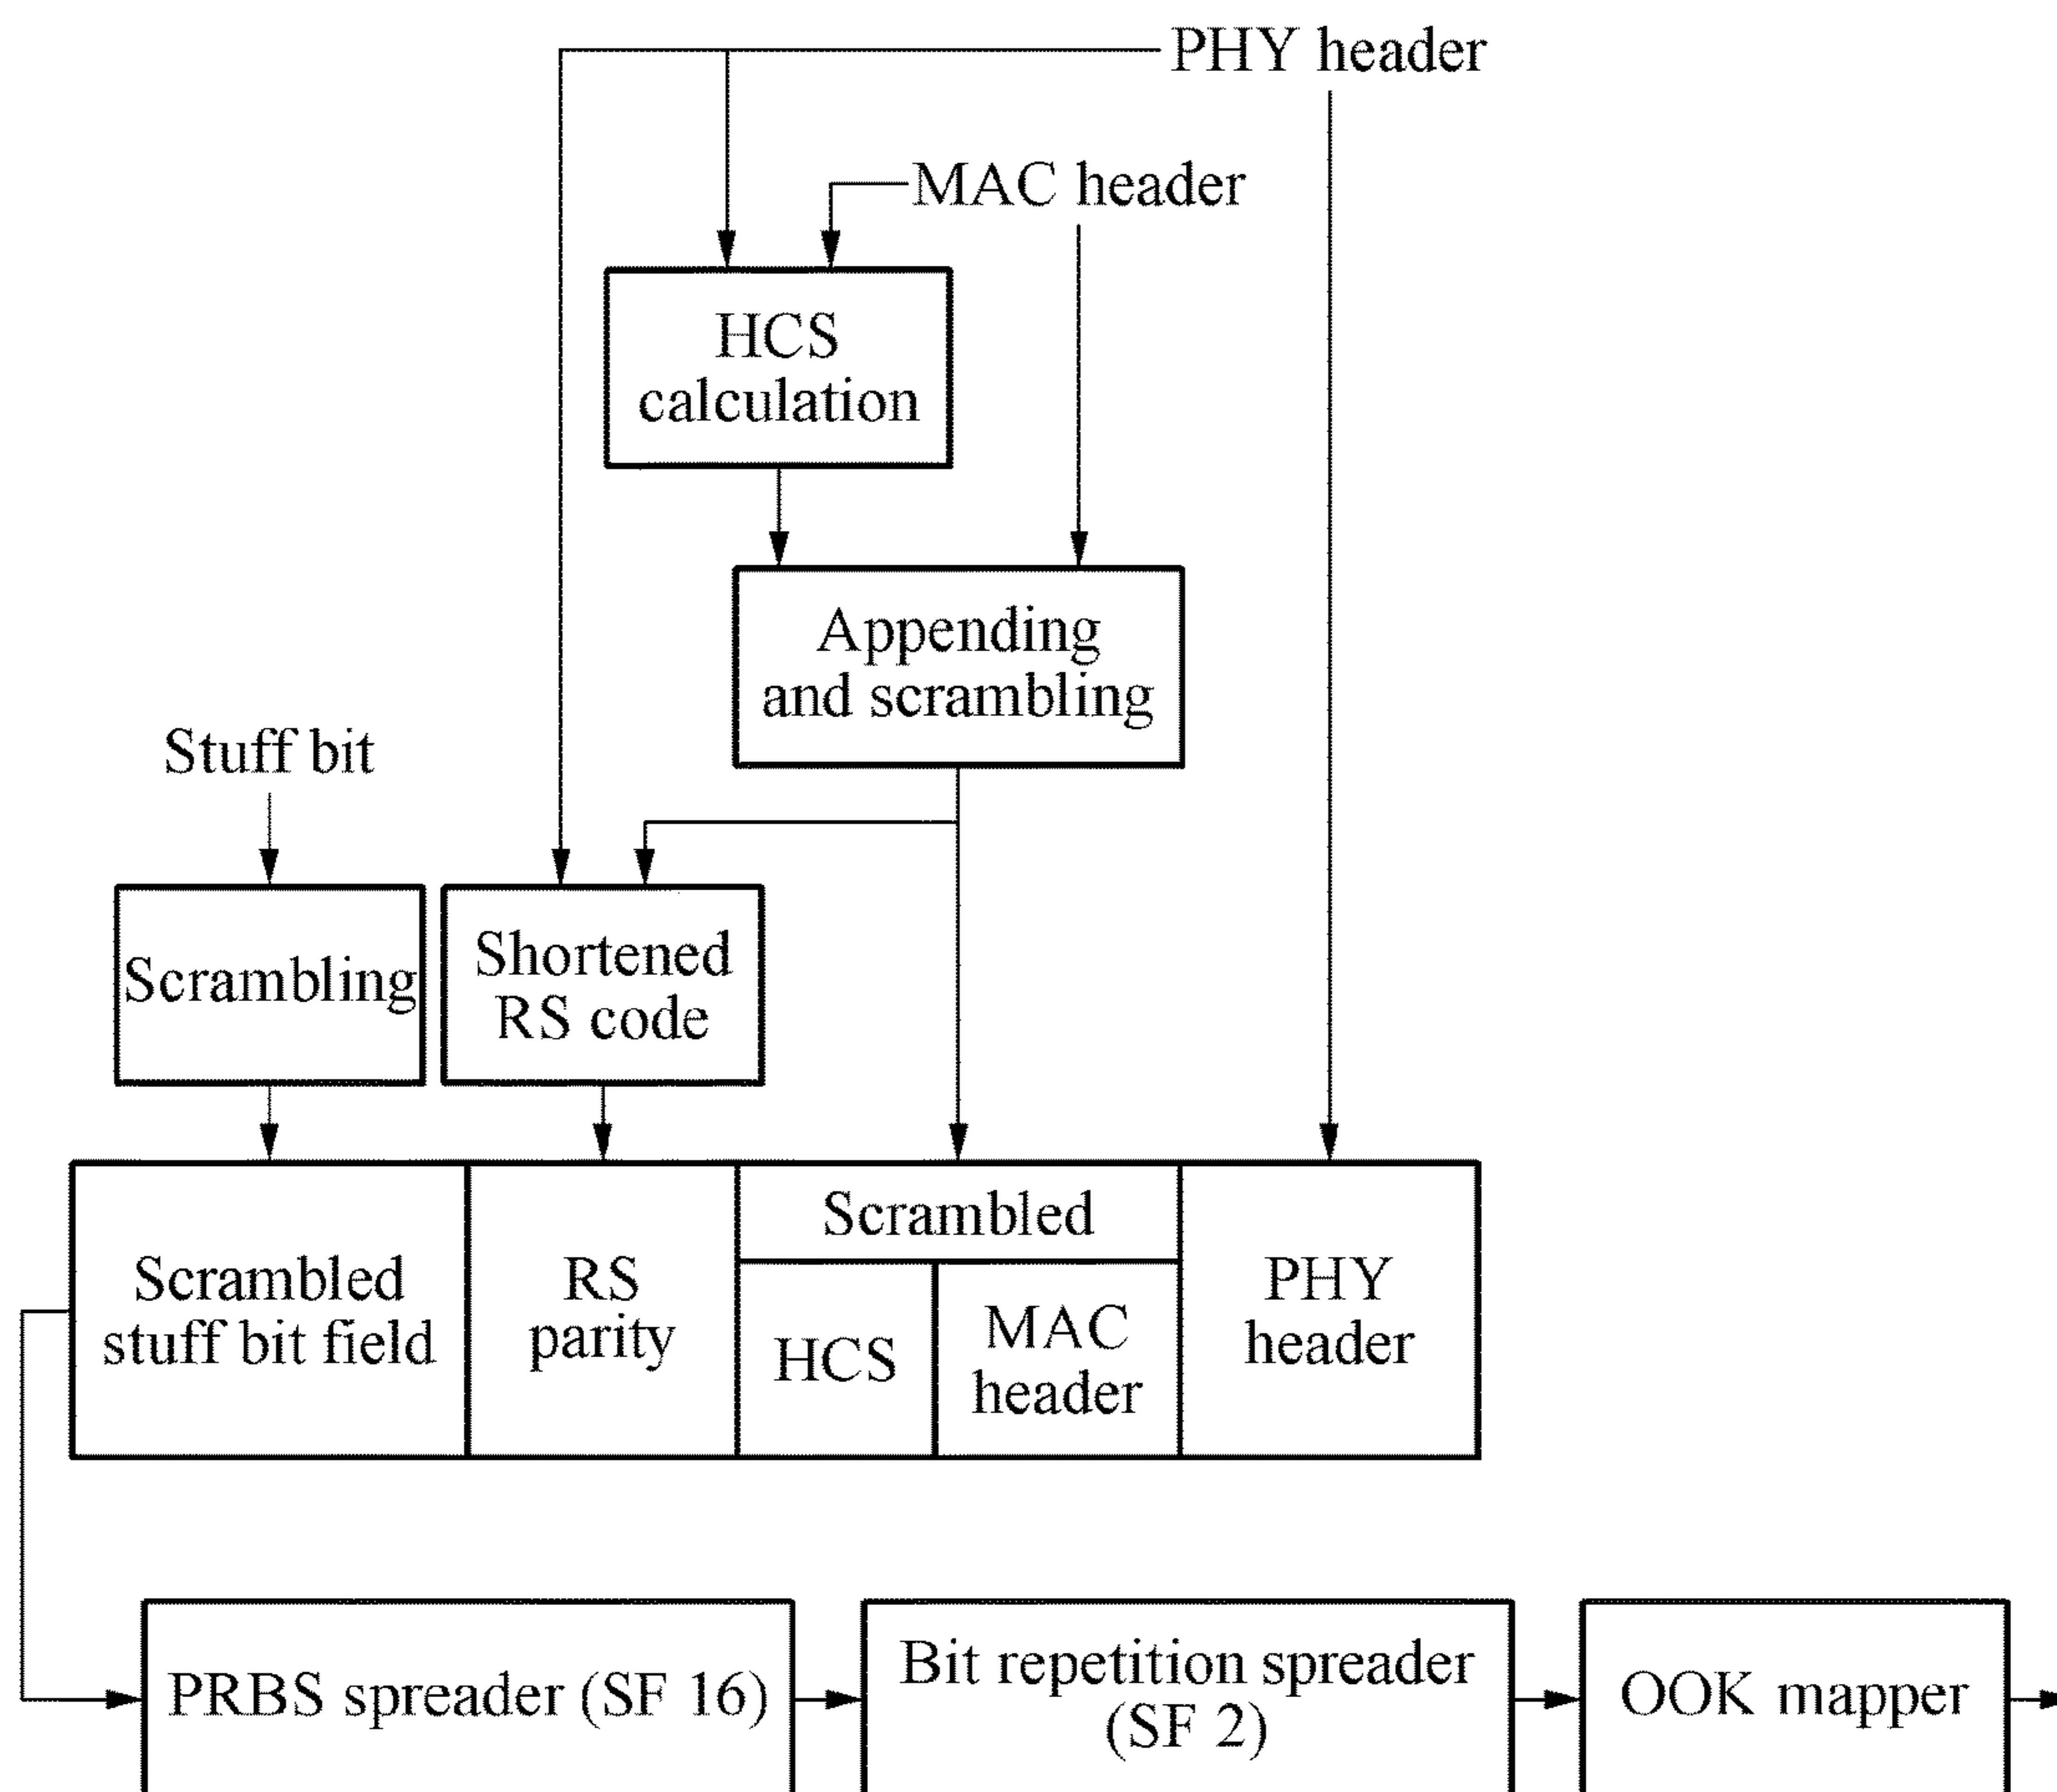 PHY header
MAC header
HCS
calculation
Appending
and scrambling
Stuff bit
Scrambling
Shortened
RS code
Scrambled
stuff bit field
RS
parity
Scrambled
HCS
MAC
header
PHY
header
PRBS spreader (SF 16)
Bit repetition spreader
(SF 2)
OOK mapper